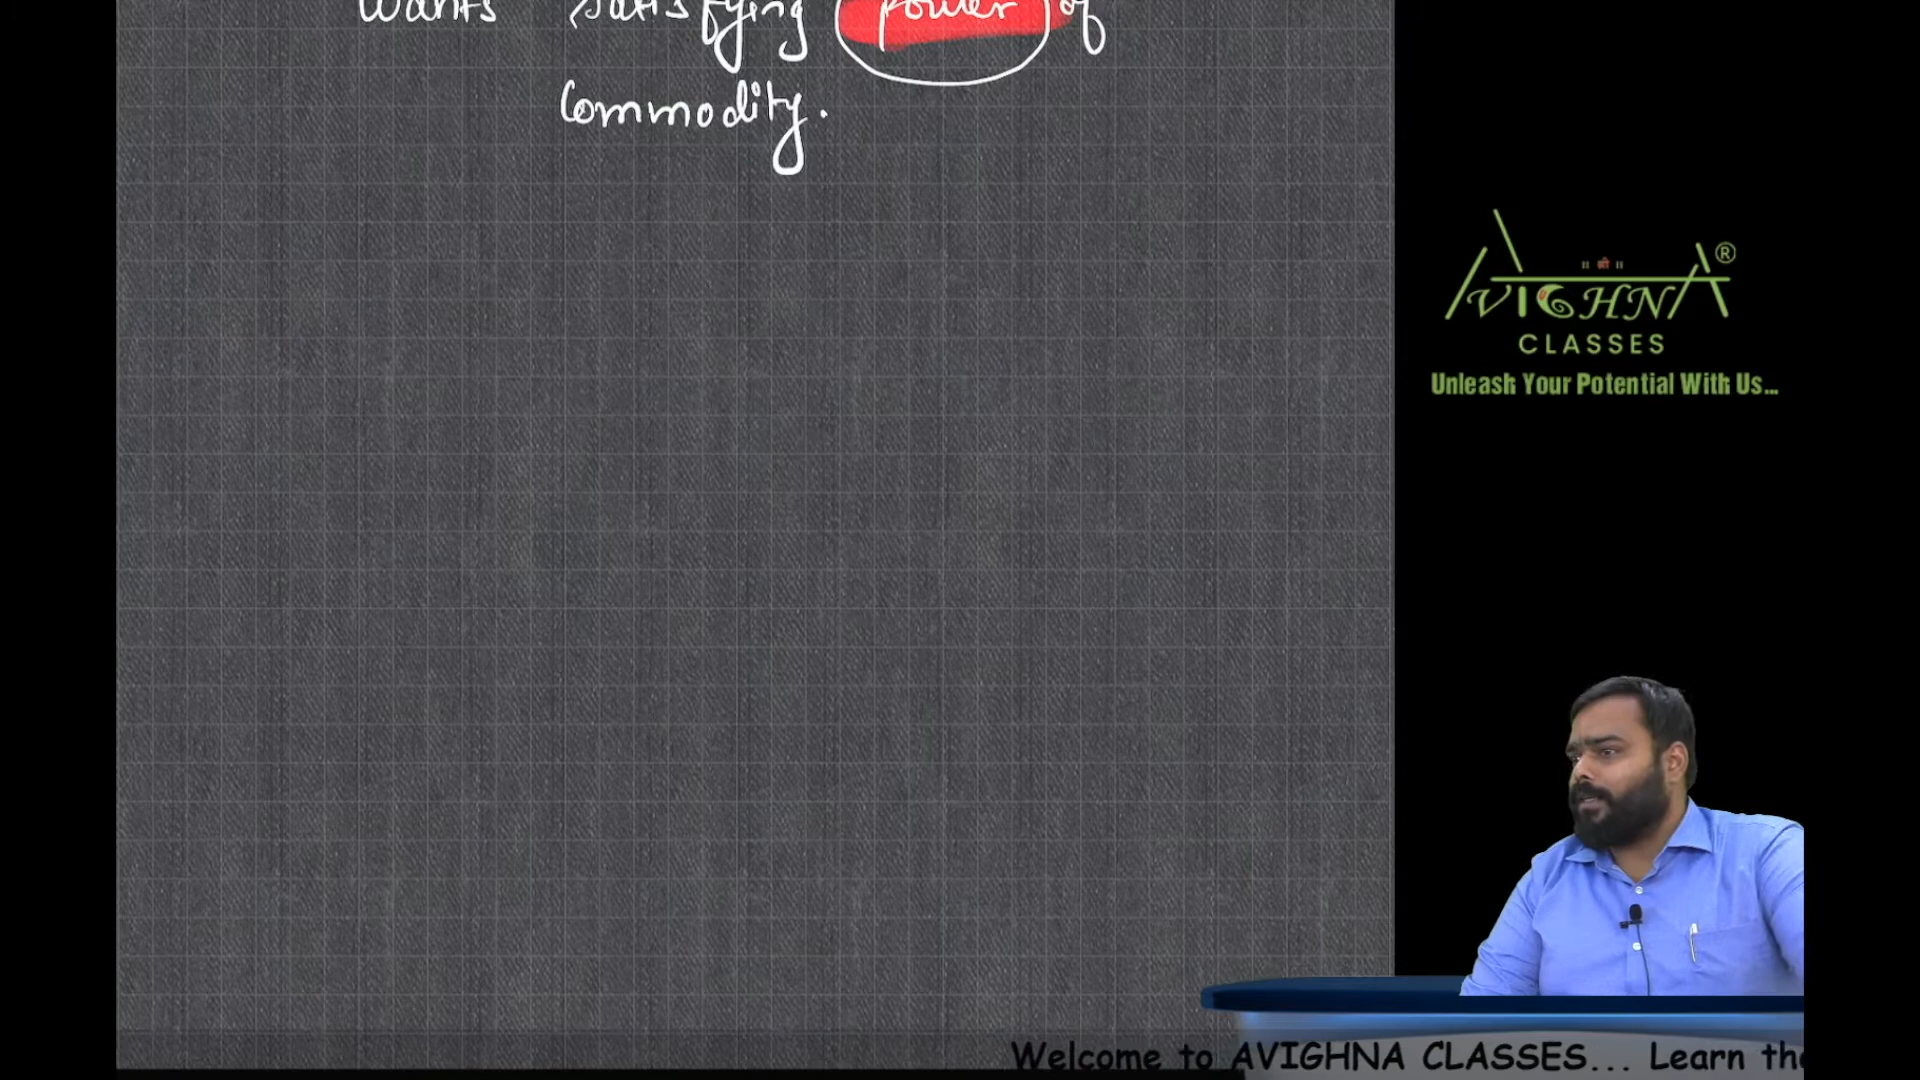 wants satisfying power of
Commodity.
॥ श्री ॥
AVIGHNA®
CLASSES
Unleash Your Potential With Us...
Welcome to AVIGHNA CLASSES... Learn the